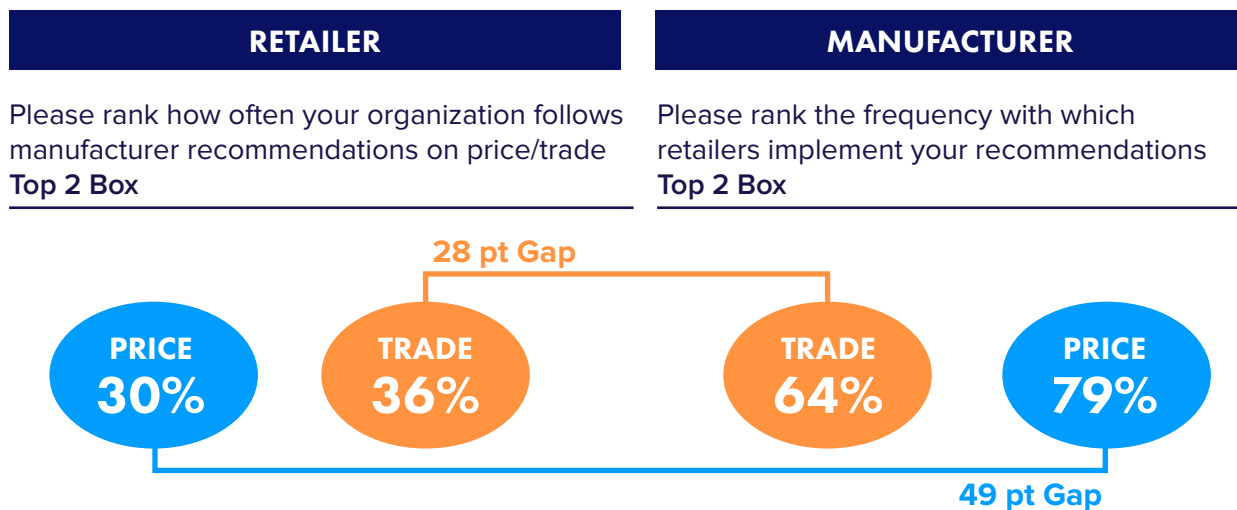 RETAILER
Please rank how often your organization follows
manufacturer recommendations on price/trade
Top 2 Box
MANUFACTURER
Please rank the frequency with which
retailers implement your recommendations
Top 2 Box
28 pt Gap
PRICE
30%
TRADE
36%
TRADE
64%
PRICE
79%
49 pt Gap